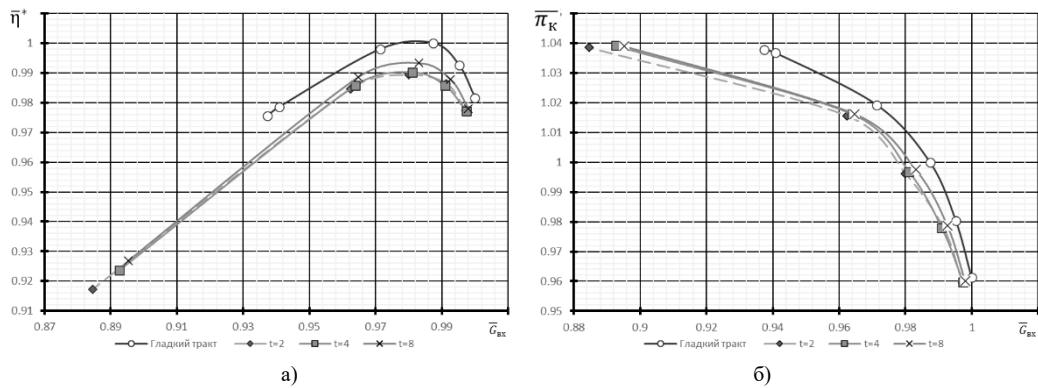 η̅*
1
0.99
0.98
0.97
0.96
0.95
0.94
0.93
0.92
0.91
0.87 0.89 0.91 0.93 0.95 0.97 0.99 G̅вх
Гладкий тракт t=2 t=4 t=8
а)
π̅к*
1.04
1.03
1.02
1.01
1
0.99
0.98
0.97
0.96
0.95
0.88 0.9 0.92 0.94 0.96 0.98 1 G̅вх
Гладкий тракт t=2 t=4 t=8
б)